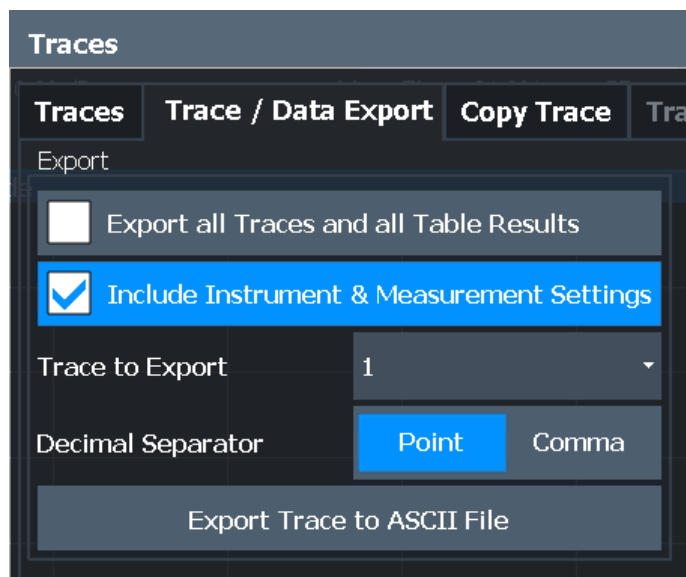 Traces
Traces Trace / Data Export Copy Trace Tra
Export
Export all Traces and all Table Results
Include Instrument & Measurement Settings
Trace to Export 1
Decimal Separator Point Comma
Export Trace to ASCII File